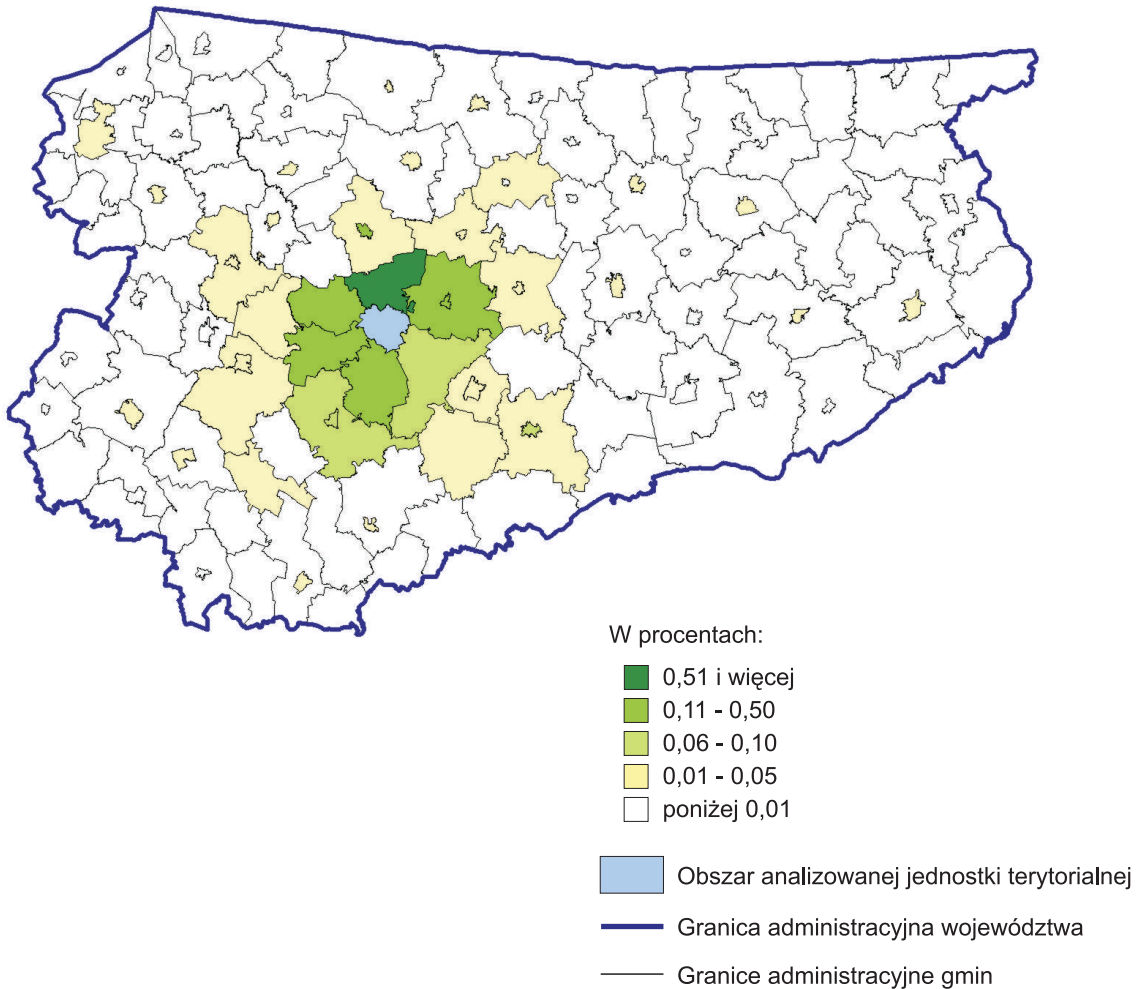 W procentach:
0,51 i więcej
0,11 - 0,50
0,06 - 0,10
0,01 - 0,05
poniżej 0,01
Obszar analizowanej jednostki terytorialnej
Granica administracyjna województwa
Granice administracyjne gmin